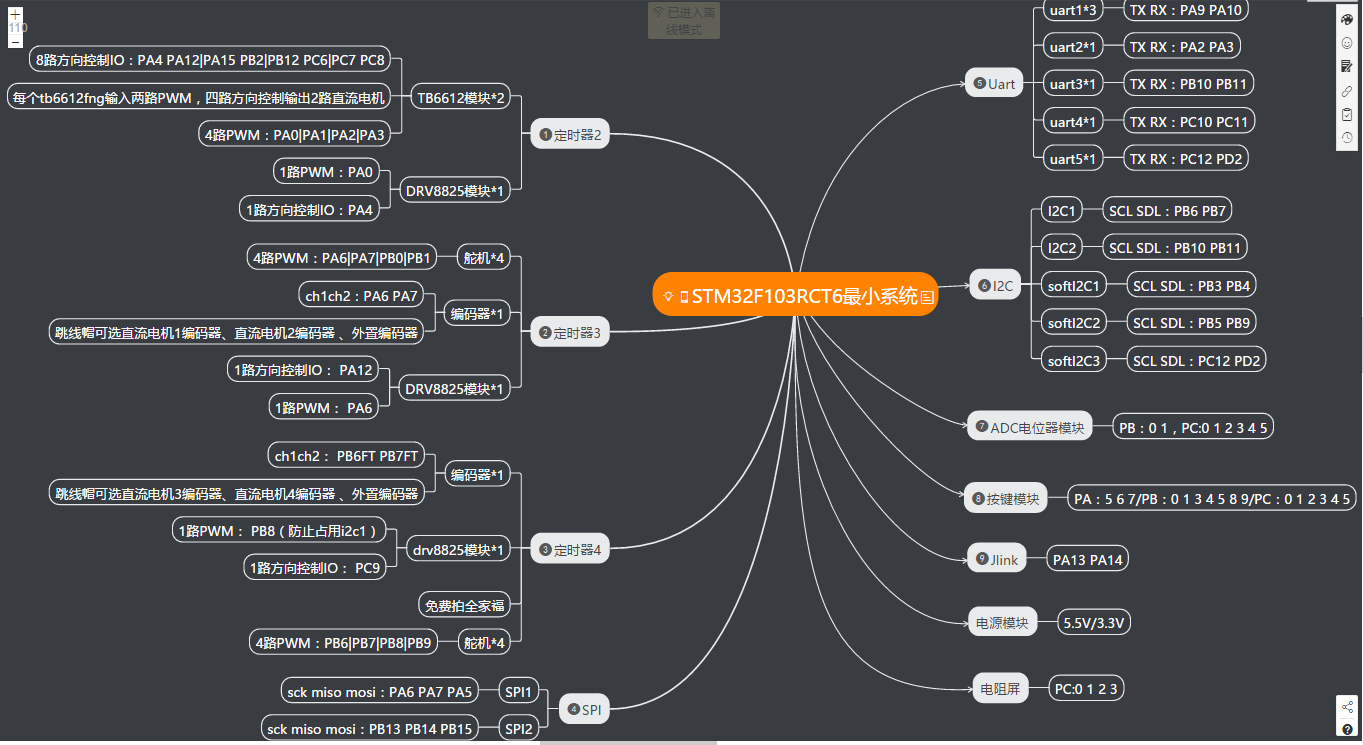 110
已进入离
线模式
STM32F103RCT6最小系统
1定时器2
TB6612模块*2
8路方向控制IO：PA4 PA12|PA15 PB2|PB12 PC6|PC7 PC8
每个tb6612fng输入两路PWM，四路方向控制输出2路直流电机
4路PWM：PA0|PA1|PA2|PA3
DRV8825模块*1
1路PWM：PA0
1路方向控制IO：PA4
2定时器3
舵机*4
4路PWM：PA6|PA7|PB0|PB1
编码器*1
ch1ch2：PA6 PA7
跳线帽可选直流电机1编码器、直流电机2编码器 、外置编码器
DRV8825模块*1
1路方向控制IO： PA12
1路PWM： PA6
3定时器4
编码器*1
ch1ch2： PB6FT PB7FT
跳线帽可选直流电机3编码器、直流电机4编码器 、外置编码器
drv8825模块*1
1路PWM： PB8（防止占用i2c1）
1路方向控制IO： PC9
免费拍全家福
舵机*4
4路PWM：PB6|PB7|PB8|PB9
4SPI
SPI1
sck miso mosi：PA6 PA7 PA5
SPI2
sck miso mosi：PB13 PB14 PB15
5Uart
uart1*3
TX RX：PA9 PA10
uart2*1
TX RX：PA2 PA3
uart3*1
TX RX：PB10 PB11
uart4*1
TX RX：PC10 PC11
uart5*1
TX RX：PC12 PD2
6I2C
I2C1
SCL SDL：PB6 PB7
I2C2
SCL SDL：PB10 PB11
softI2C1
SCL SDL：PB3 PB4
softI2C2
SCL SDL：PB5 PB9
softI2C3
SCL SDL：PC12 PD2
7ADC电位器模块
PB：0 1，PC:0 1 2 3 4 5
8按键模块
PA：5 6 7/PB：0 1 3 4 5 8 9/PC：0 1 2 3 4 5
9Jlink
PA13 PA14
电源模块
5.5V/3.3V
电阻屏
PC:0 1 2 3